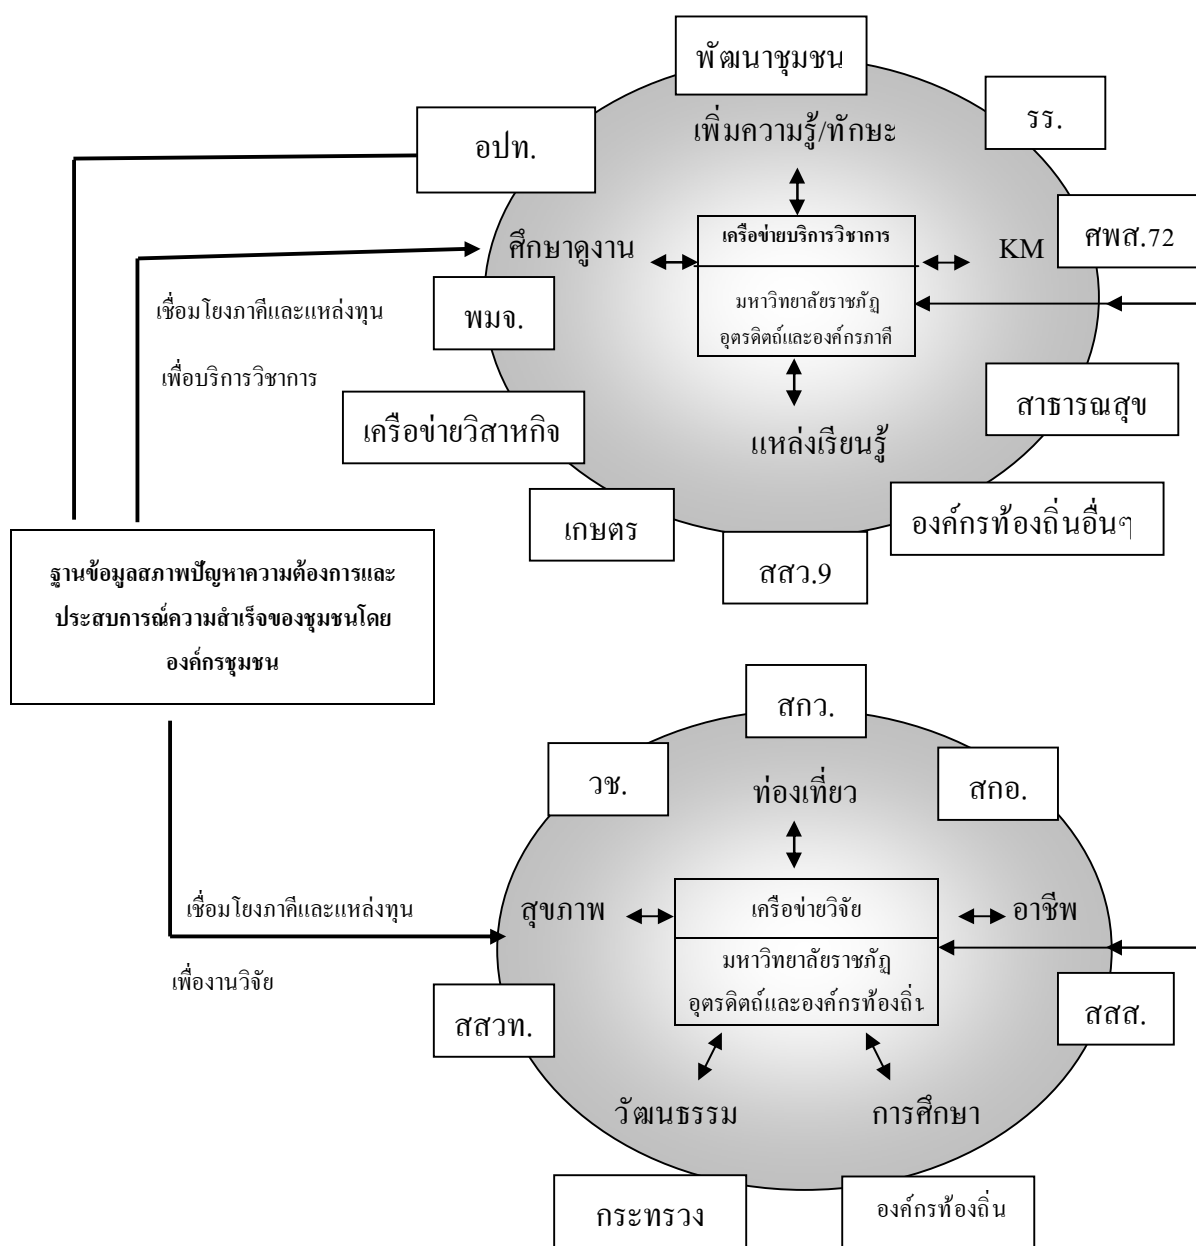 พัฒนาชุมชน
เพิ่มความรู้/ทักษะ
รร.
อปท.
ศพส.72
ศึกษาดูงาน
เครือข่ายบริการวิชาการ
KM
มหาวิทยาลัยราชภัฏ
อุตรดิตถ์และองค์กรภาคี
เชื่อมโยงภาคีและแหล่งทุน
เพื่อบริการวิชาการ
พมจ.
สาธารณสุข
เครือข่ายวิสาหกิจ
แหล่งเรียนรู้
เกษตร
องค์กรท้องถิ่นอื่นๆ
สสว.9
ฐานข้อมูลสภาพปัญหาความต้องการและ
ประสบการณ์ความสำเร็จของชุมชนโดย
องค์กรชุมชน
สกว.
วช.
ท่องเที่ยว
สกอ.
เชื่อมโยงภาคีและแหล่งทุน
เพื่องานวิจัย
สุขภาพ
เครือข่ายวิจัย
อาชีพ
มหาวิทยาลัยราชภัฏ
อุตรดิตถ์และองค์กรท้องถิ่น
สสวท.
สสส.
วัฒนธรรม
การศึกษา
กระทรวง
องค์กรท้องถิ่น